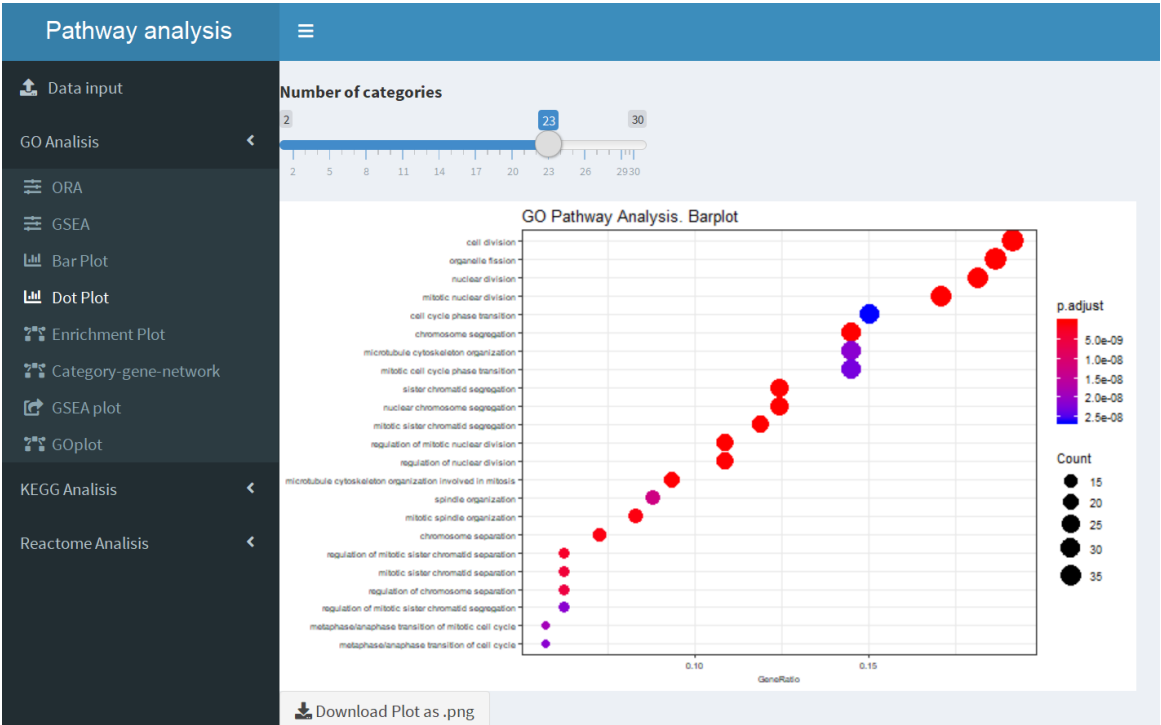 Pathway analysis
Data input
GO Analisis
ORA
GSEA
Bar Plot
Dot Plot
Enrichment Plot
Category-gene-network
GSEA plot
GOplot
KEGG Analisis
Reactome Analisis
Number of categories
2 23 30
2 5 8 11 14 17 20 23 26 29 30
GO Pathway Analysis. Barplot
cell division
organelle fission
nuclear division
mitotic nuclear division
cell cycle phase transition
chromosome segregation
microtubule cytoskeleton organization
mitotic cell cycle phase transition
sister chromatid segregation
nuclear chromosome segregation
mitotic sister chromatid segregation
regulation of mitotic nuclear division
regulation of nuclear division
microtubule cytoskeleton organization involved in mitosis
spindle organization
mitotic spindle organization
chromosome separation
regulation of mitotic sister chromatid separation
mitotic sister chromatid separation
regulation of chromosome separation
regulation of mitotic sister chromatid segregation
metaphase/anaphase transition of mitotic cell cycle
metaphase/anaphase transition of cell cycle
0.10 0.15
GeneRatio
p.adjust
5.0e-09
1.0e-08
1.5e-08
2.0e-08
2.5e-08
Count
15
20
25
30
35
Download Plot as .png